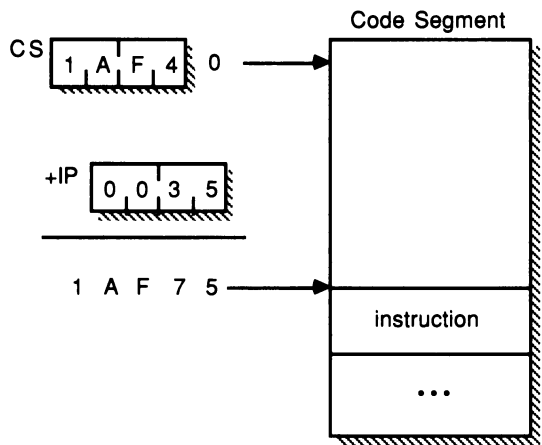 Code Segment
CS 1 A F 4 0
+IP 0 0 3 5
1 A F 7 5
instruction
...